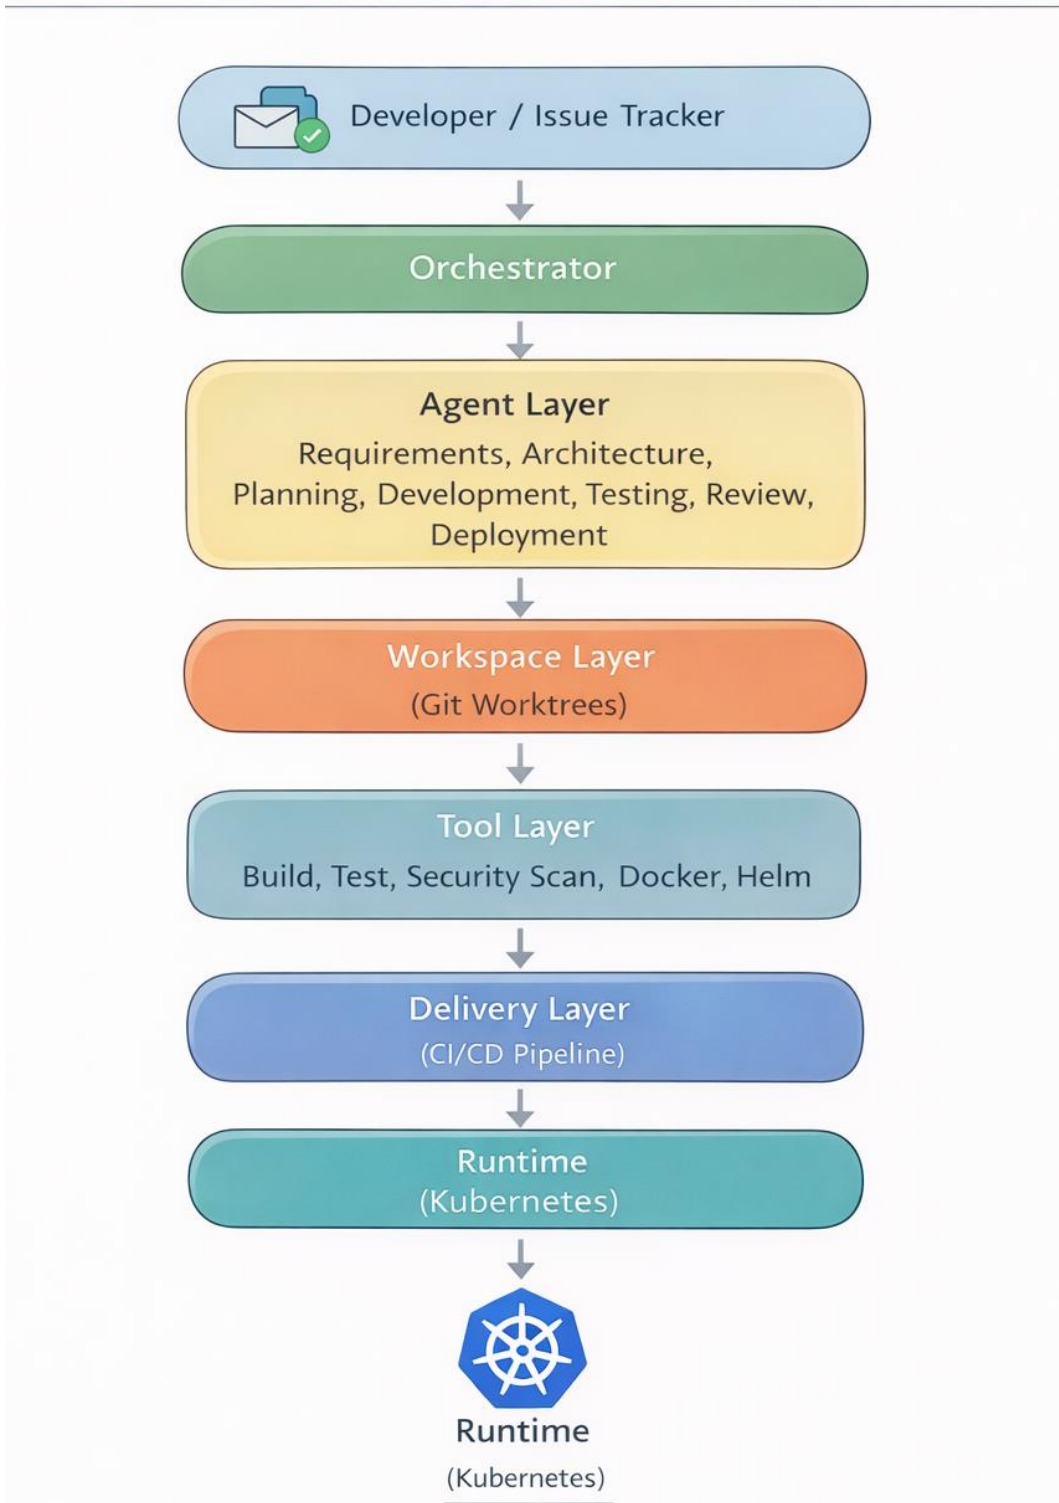 Developer / Issue Tracker
Orchestrator
Agent Layer
Requirements, Architecture,
Planning, Development, Testing, Review,
Deployment
Workspace Layer
(Git Worktrees)
Tool Layer
Build, Test, Security Scan, Docker, Helm
Delivery Layer
(CI/CD Pipeline)
Runtime
(Kubernetes)
Runtime
(Kubernetes)